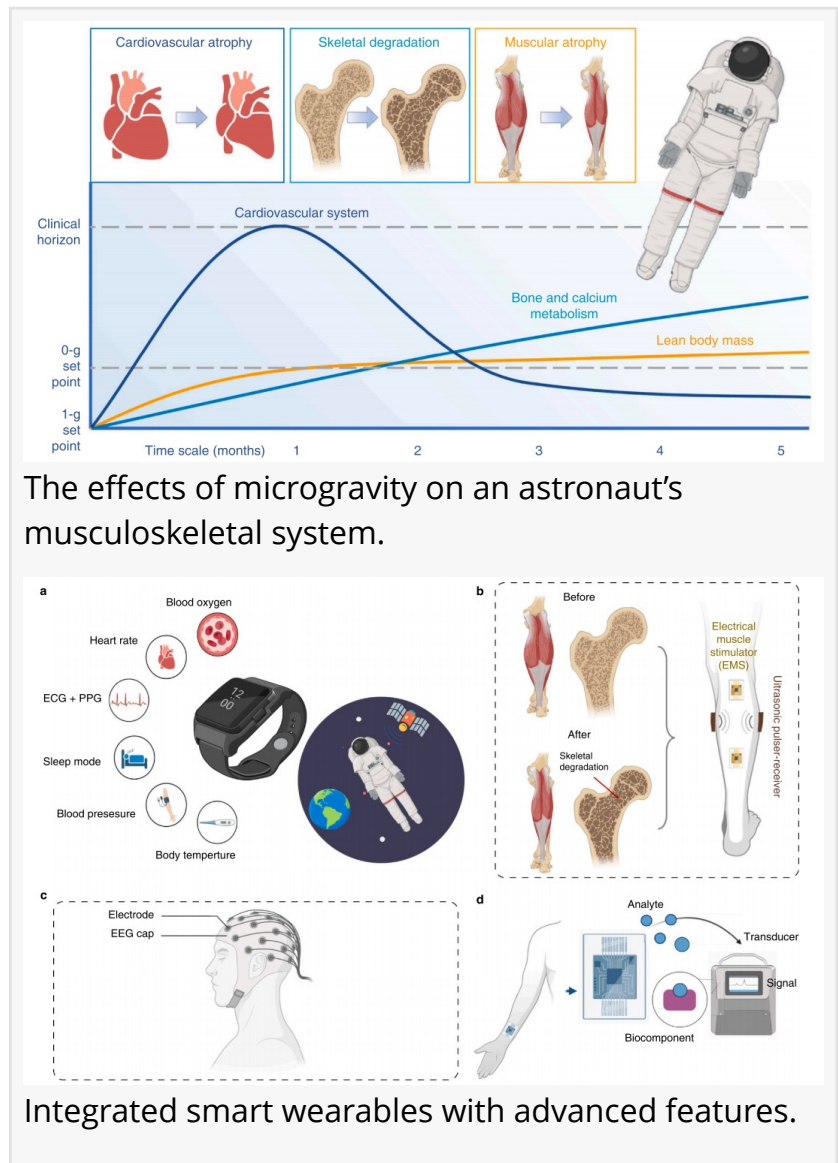 Cardiovascular atrophy
Skeletal degradation
Muscular atrophy
Clinical
horizon
Cardiovascular system
Bone and calcium
metabolism
Lean body mass
0-g
set
point
1-g
set
point
Time scale (months) 1 2 3 4 5
The effects of microgravity on an astronaut’s
musculoskeletal system.
a
Blood oxygen
Heart rate
ECG + PPG
Sleep mode
Blood presesure
Body temperture
12
00
b
Before
After
Skeletal
degradation
Electrical
muscle
stimulator
(EMS)
Uitrasonic pulser-receiver
c
Electrode
EEG cap
d
Analyte
Transducer
Signal
Biocomponent
Integrated smart wearables with advanced features.